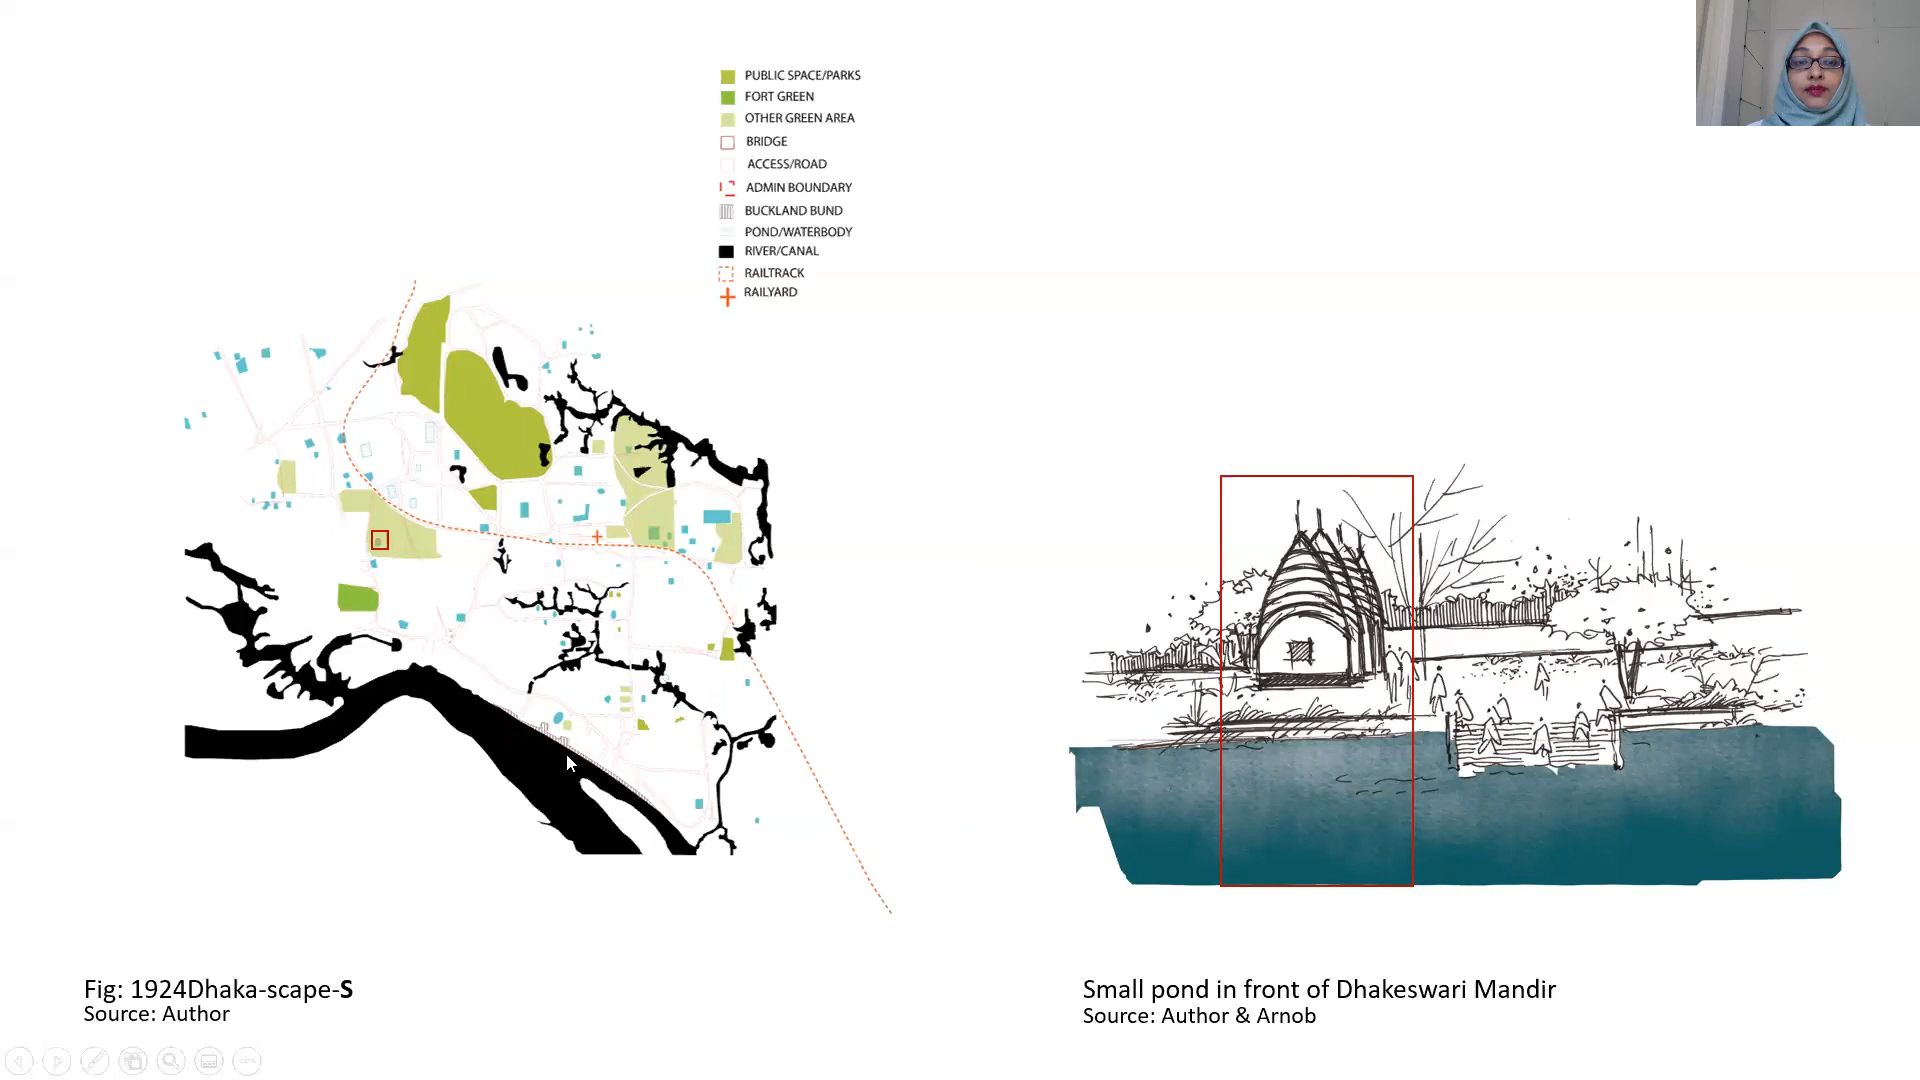 PUBLIC SPACE/PARKS
FORT GREEN
OTHER GREEN AREA
BRIDGE
ACCESS/ROAD
ADMIN BOUNDARY
BUCKLAND BUND
POND/WATERBODY
RIVER/CANAL
RAILTRACK
RAILYARD
Fig: 1924Dhaka-scape-S
Source: Author
Small pond in front of Dhakeswari Mandir
Source: Author & Arnob